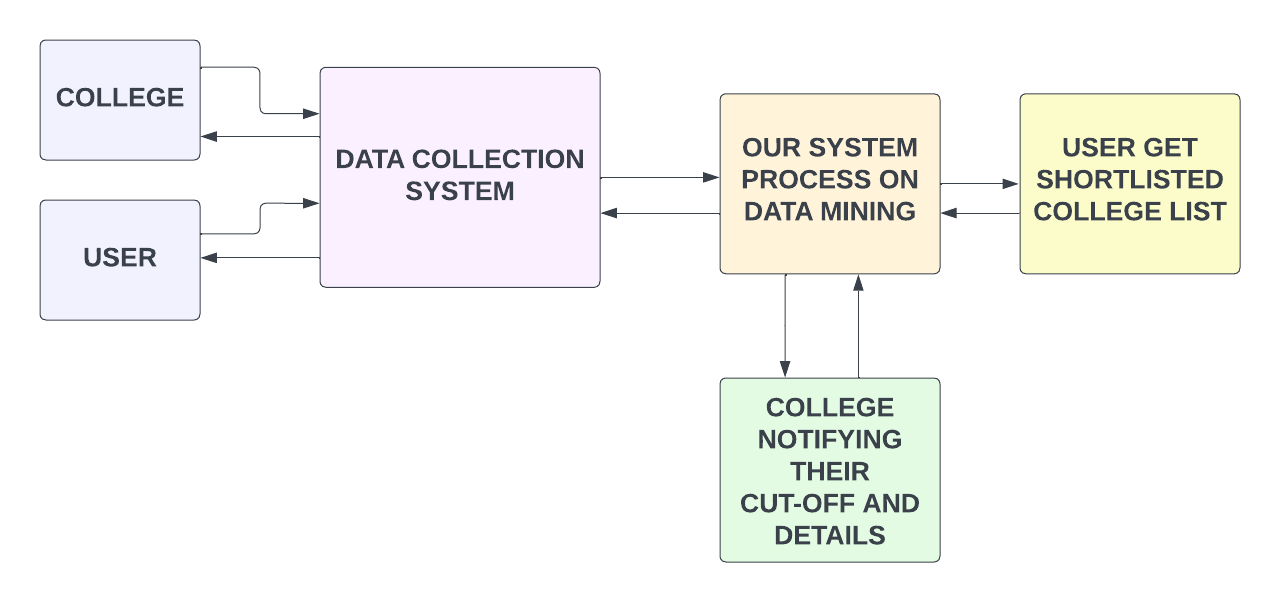 COLLEGE
USER
DATA COLLECTION
SYSTEM
OUR SYSTEM
PROCESS ON
DATA MINING
USER GET
SHORTLISTED
COLLEGE LIST
COLLEGE
NOTIFYING
THEIR
CUT-OFF AND
DETAILS